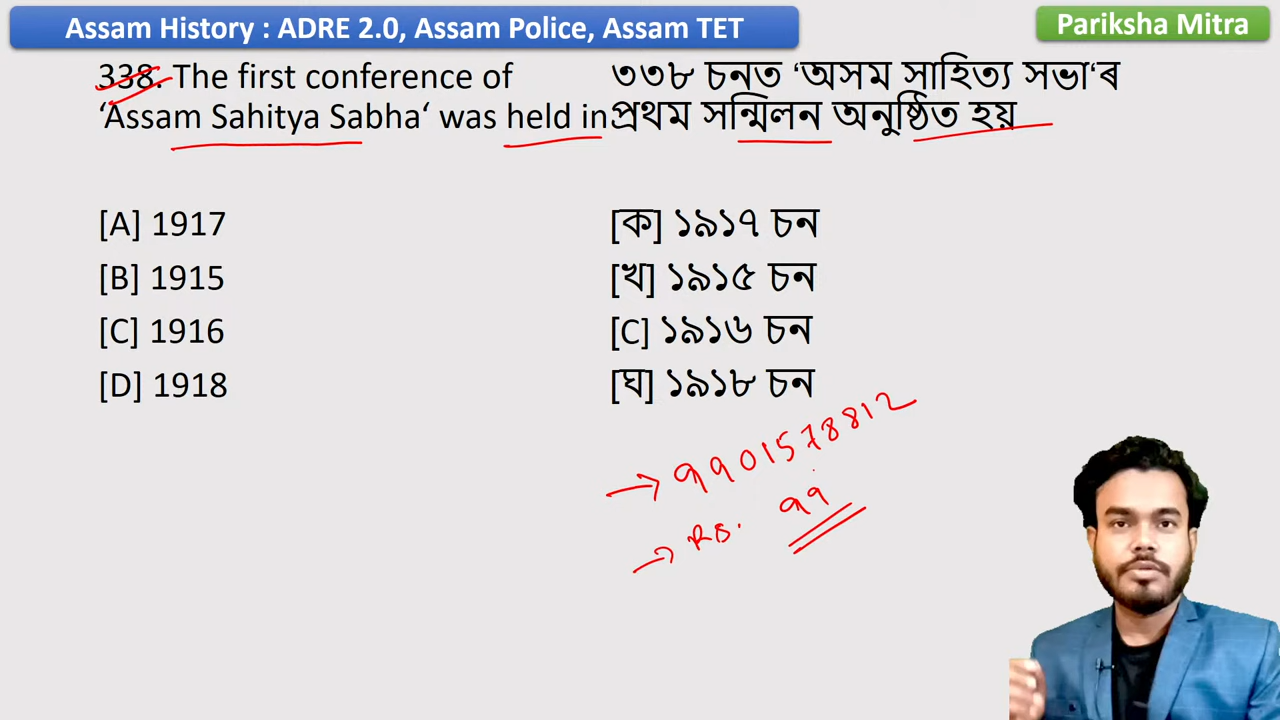 Assam History : ADRE 2.0, Assam Police, Assam TET
Pariksha Mitra
338. The first conference of
‘Assam Sahitya Sabha‘ was held in
[A] 1917
[B] 1915
[C] 1916
[D] 1918
৩৩৮ চনত ‘অসম সাহিত্য সভা‘ৰ
প্ৰথম সন্মিলন অনুষ্ঠিত হয়
[ক] ১৯১৭ চন
[খ] ১৯১৫ চন
[C] ১৯১৬ চন
[ঘ] ১৯১৮ চন
→ 9901578812
→ Rs. 99